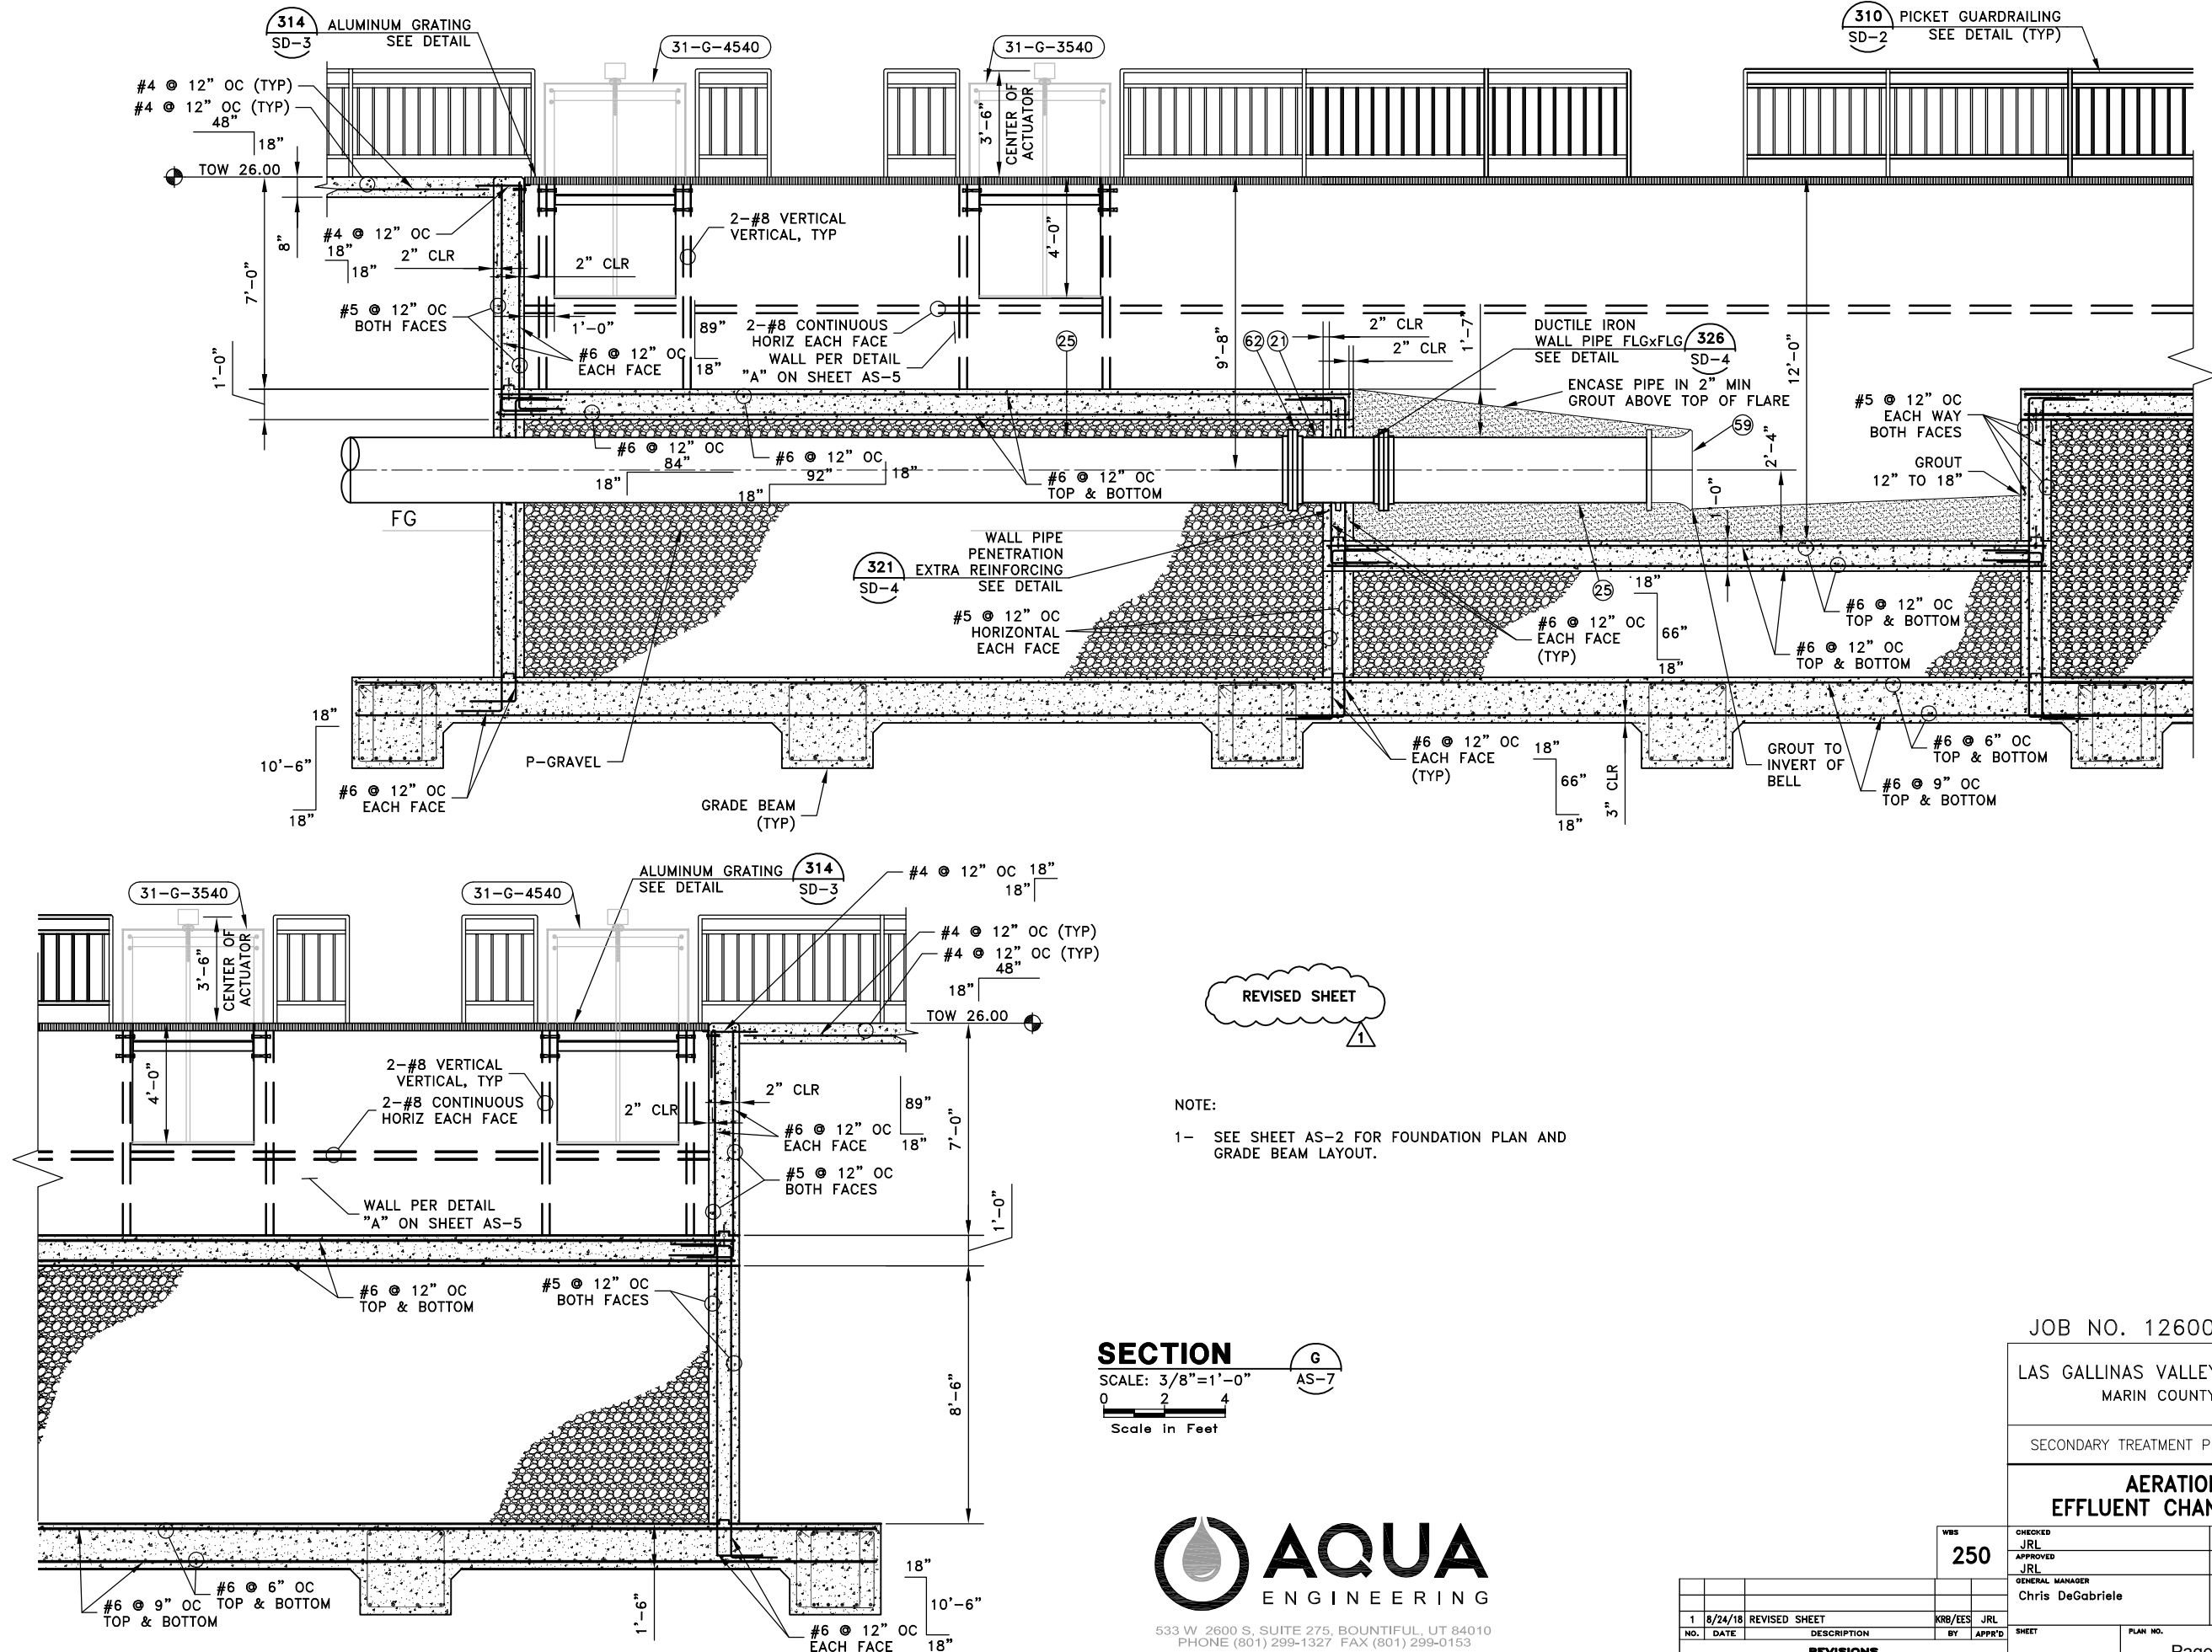 314
SD-3
ALUMINUM GRATING
SEE DETAIL
31-G-4540
31-G-3540
310
SD-2
PICKET GUARDRAILING
SEE DETAIL (TYP)
#4 @ 12" OC (TYP)
#4 @ 12" OC (TYP)
48"
18"
3'-6"
CENTER OF
ACTUATOR
TOW 26.00
8"
7'-0"
1'-0"
#4 @ 12" OC
18"
18"
2" CLR
2" CLR
2-#8 VERTICAL
VERTICAL, TYP
4'-0"
#5 @ 12" OC
BOTH FACES
1'-0"
#6 @ 12" OC
EACH FACE
89"
18"
2-#8 CONTINUOUS
HORIZ EACH FACE
WALL PER DETAIL
"A" ON SHEET AS-5
25
9'-8"
62
21
2" CLR
2" CLR
1'-7"
DUCTILE IRON
WALL PIPE FLGxFLG
SEE DETAIL
326
SD-4
ENCASE PIPE IN 2" MIN
GROUT ABOVE TOP OF FLARE
12'-0"
59
2'-4"
1'-0"
#5 @ 12" OC
EACH WAY
BOTH FACES
GROUT
12" TO 18"
#6 @ 12" OC
84"
18"
#6 @ 12" OC
92"
18"
18"
#6 @ 12" OC
TOP & BOTTOM
FG
WALL PIPE
PENETRATION
EXTRA REINFORCING
SEE DETAIL
321
SD-4
#5 @ 12" OC
HORIZONTAL
EACH FACE
25
18"
66"
18"
#6 @ 12" OC
EACH FACE
(TYP)
#6 @ 12" OC
TOP & BOTTOM
#6 @ 12" OC
TOP & BOTTOM
18"
10'-6"
18"
#6 @ 12" OC
EACH FACE
P-GRAVEL
GRADE BEAM
(TYP)
#6 @ 12" OC
EACH FACE
(TYP)
18"
66"
18"
3" CLR
GROUT TO
INVERT OF
BELL
#6 @ 6" OC
TOP & BOTTOM
#6 @ 9" OC
TOP & BOTTOM
31-G-3540
31-G-4540
ALUMINUM GRATING
SEE DETAIL
314
SD-3
#4 @ 12" OC
18"
18"
#4 @ 12" OC (TYP)
#4 @ 12" OC (TYP)
48"
18"
3'-6"
CENTER OF
ACTUATOR
TOW 26.00
4'-0"
2-#8 VERTICAL
VERTICAL, TYP
2-#8 CONTINUOUS
HORIZ EACH FACE
2" CLR
2" CLR
#6 @ 12" OC
EACH FACE
89"
18"
7'-0"
#5 @ 12" OC
BOTH FACES
WALL PER DETAIL
"A" ON SHEET AS-5
1'-0"
#6 @ 12" OC
TOP & BOTTOM
#5 @ 12" OC
BOTH FACES
8'-6"
#6 @ 6" OC
TOP & BOTTOM
#6 @ 9" OC
TOP & BOTTOM
1'-6"
18"
10'-6"
18"
#6 @ 12" OC
EACH FACE
REVISED SHEET
1
NOTE:
1- SEE SHEET AS-2 FOR FOUNDATION PLAN AND
GRADE BEAM LAYOUT.
SECTION
G
AS-7
SCALE: 3/8"=1'-0"
0 2 4
Scale in Feet
AQUA
ENGINEERING
533 W 2600 S, SUITE 275, BOUNTIFUL, UT 84010
PHONE (801) 299-1327 FAX (801) 299-0153
JOB NO. 12600
LAS GALLINAS VALLEY
MARIN COUNTY
SECONDARY TREATMENT P
AERATION
EFFLUENT CHAN
WBS
250
CHECKED
JRL
APPROVED
JRL
GENERAL MANAGER
Chris DeGabriele
1 8/24/18 REVISED SHEET KRB/EES JRL
NO. DATE DESCRIPTION BY APPR'D
REVISIONS
SHEET
PLAN NO.
Page